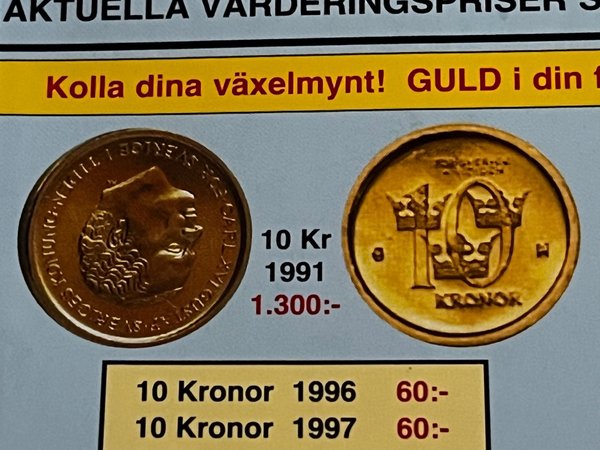 AKTUELLA VÄRDERINGSPRISER S
Kolla dina växelmynt! GULD i din f
10 Kr
1991
1.300:-
10
KRONOR
10 Kronor 1996 60:-
10 Kronor 1997 60:-